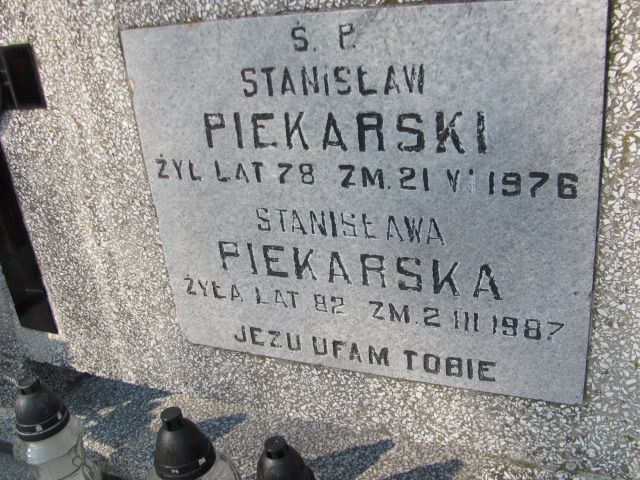 Ś. P.
STANISŁAW
PIEKARSKI
ŻYŁ LAT 78 ZM. 21 VI 1976
STANISŁAWA
PIEKARSKA
ŻYŁA LAT 82 ZM. 2 III 1987
JEZU UFAM TOBIE